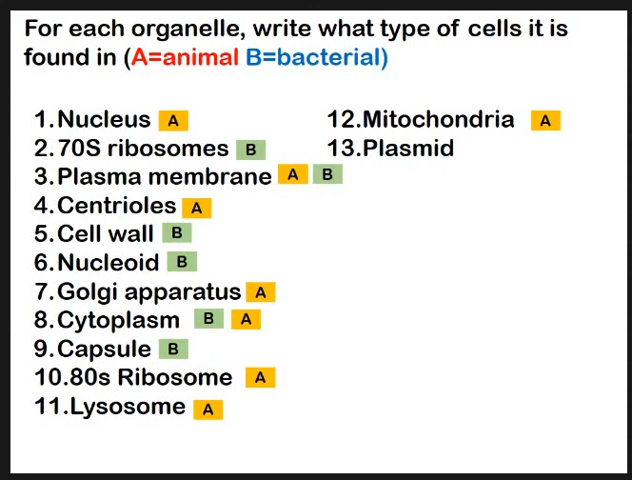 For each organelle, write what type of cells it is
found in (A=animal B=bacterial)
1.Nucleus A
2.70S ribosomes B
3.Plasma membrane A B
4.Centrioles A
5.Cell wall B
6.Nucleoid B
7.Golgi apparatus A
8.Cytoplasm B A
9.Capsule B
10.80s Ribosome A
11.Lysosome A
12.Mitochondria A
13.Plasmid